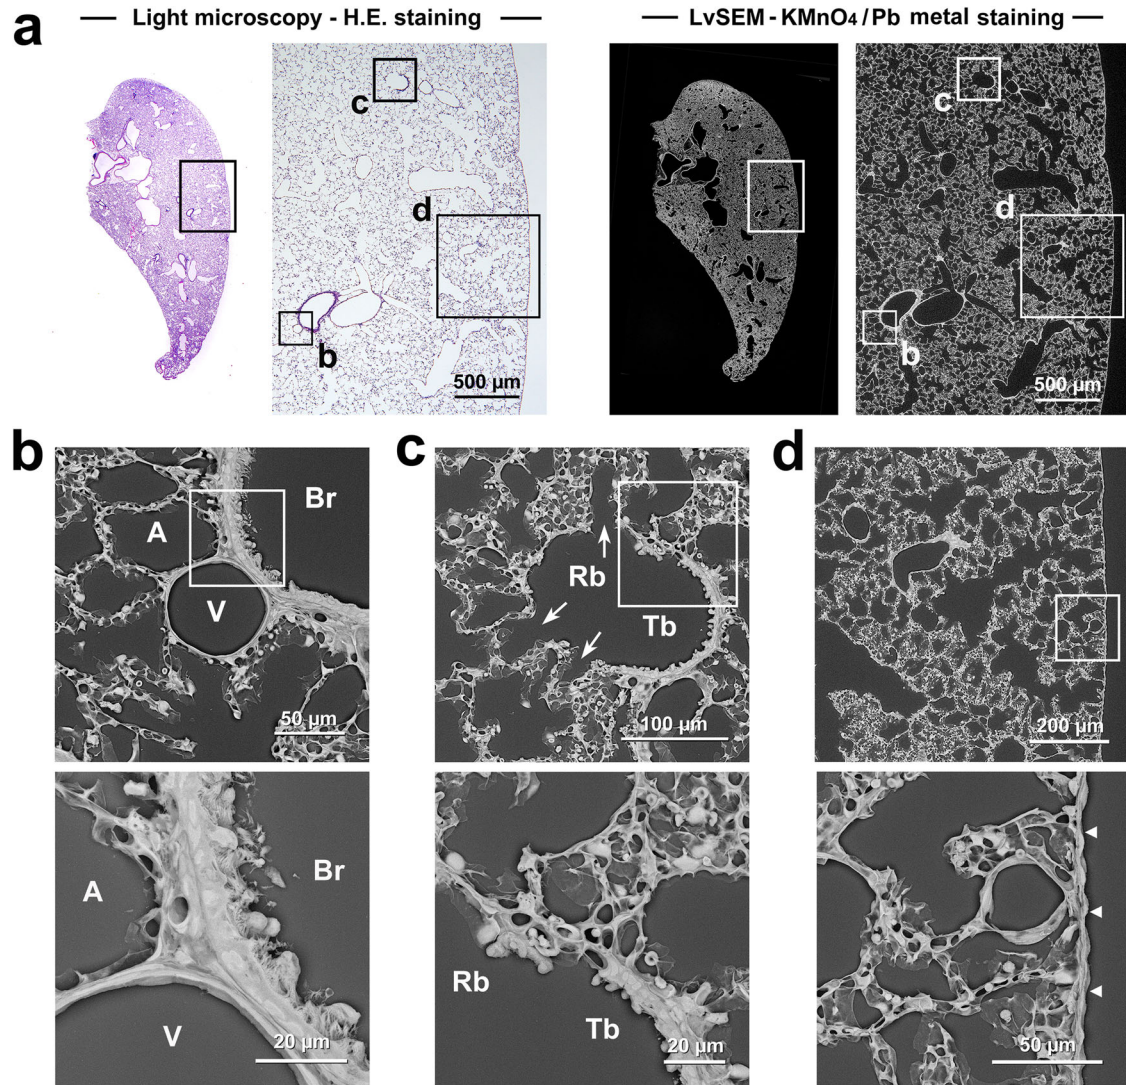 a
Light microscopy - H.E. staining
LvSEM - KMnO4 / Pb metal staining
c
d
b
500 µm
c
d
b
500 µm
b
Br
A
V
50 µm
c
Rb
Tb
100 µm
d
200 µm
A
Br
V
20 µm
Rb
Tb
20 µm
50 µm